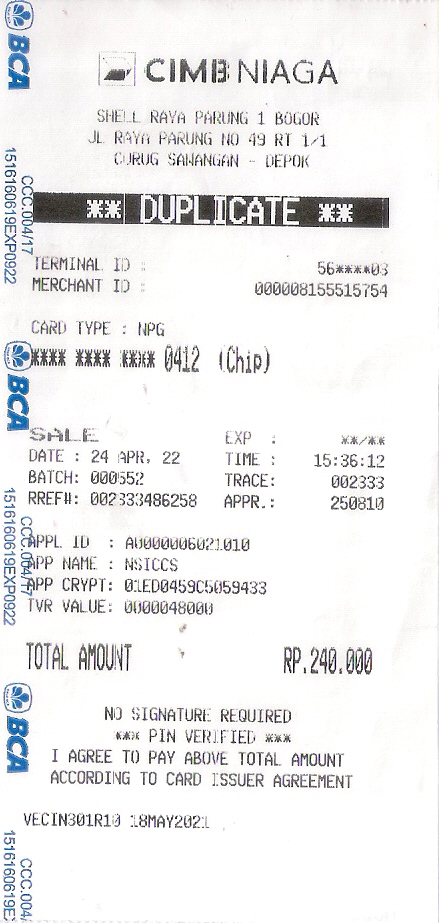 CIMB NIAGA
SHELL RAYA PARUNG 1 BOGOR
JL RAYA PARUNG NO 49 RT 1/1
CURUG SAWANGAN - DEPOK
** DUPLICATE **
TERMINAL ID : 56****03
MERCHANT ID : 000008155515754
CARD TYPE : NPG
**** **** **** 0412 (Chip)
SALE EXP : **/**
DATE : 24 APR, 22 TIME : 15:36:12
BATCH: 000552 TRACE: 002333
RREF#: 002333486258 APPR.: 250810
APPL ID : A0000006021010
APP NAME : NSICCS
APP CRYPT: 01ED0459C5059433
TVR VALUE: 0000048000
TOTAL AMOUNT RP.240.000
NO SIGNATURE REQUIRED
*** PIN VERIFIED ***
I AGREE TO PAY ABOVE TOTAL AMOUNT
ACCORDING TO CARD ISSUER AGREEMENT
VECIN301R10 18MAY2021
BCA
CCC.004/17
1516160619EXP0922
BCA
CCC.004/17
1516160619EXP0922
BCA
CCC.004
1516160619E